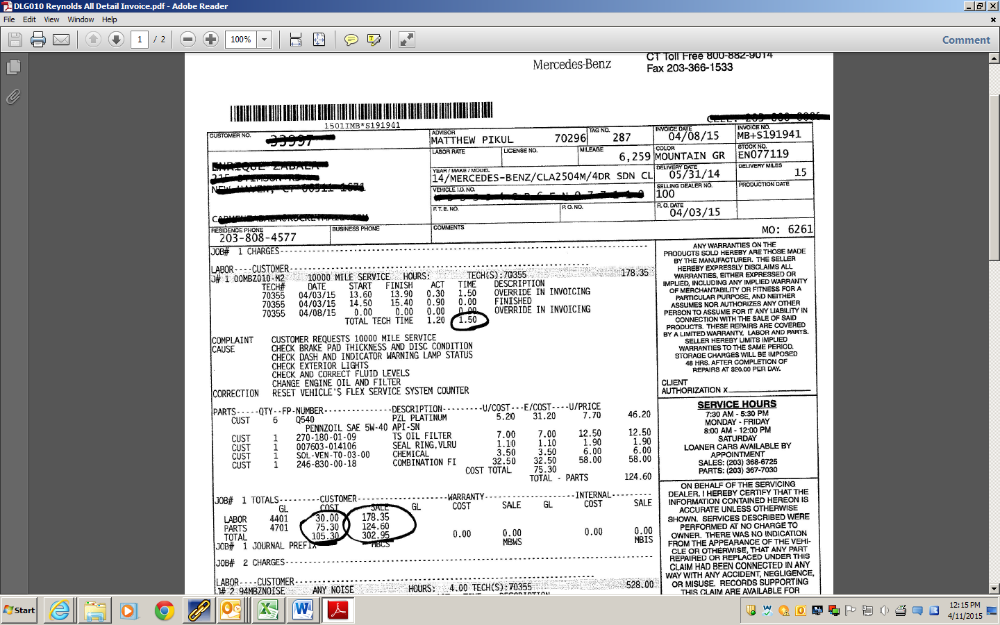 DLG010 Reynolds All Detail Invoice.pdf - Adobe Reader
File Edit View Window Help
1 / 2 100% Comment
Mercedes-Benz
CT Toll Free 800-882-9014
Fax 203-366-1533
1501IMB*S191941
CUSTOMER NO.
ADVISOR
MATTHEW PIKUL 70296
TAG NO.
287
INVOICE DATE
04/08/15
INVOICE NO.
MB+S191941
LABOR RATE
LICENSE NO.
MILEAGE
6,259
COLOR
MOUNTAIN GR
STOCK NO.
EN077119
YEAR / MAKE / MODEL
14/MERCEDES-BENZ/CLA2504M/4DR SDN CL
DELIVERY DATE
05/31/14
DELIVERY MILES
15
VEHICLE I.D. NO.
SELLING DEALER NO.
100
PRODUCTION DATE
F. T. E. NO.
P. O. NO.
R. O. DATE
04/03/15
RESIDENCE PHONE
203-808-4577
BUSINESS PHONE
COMMENTS
MO: 6261
JOB# 1 CHARGES
LABOR----CUSTOMER
J# 1 00MBZ010-M2 10000 MILE SERVICE HOURS: TECH(S):70355 178.35
TECH# DATE START FINISH ACT TIME DESCRIPTION
70355 04/03/15 13.60 13.90 0.30 1.50 OVERRIDE IN INVOICING
70355 04/03/15 14.50 15.40 0.90 0.00 FINISHED
70355 04/08/15 0.00 0.00 0.00 0.00 OVERRIDE IN INVOICING
TOTAL TECH TIME 1.20 1.50
COMPLAINT CUSTOMER REQUESTS 10000 MILE SERVICE
CAUSE CHECK BRAKE PAD THICKNESS AND DISC CONDITION
CHECK DASH AND INDICATOR WARNING LAMP STATUS
CHECK EXTERIOR LIGHTS
CHECK AND CORRECT FLUID LEVELS
CHANGE ENGINE OIL AND FILTER
CORRECTION RESET VEHICLE'S FLEX SERVICE SYSTEM COUNTER
PARTS-----QTY--FP-NUMBER--------------DESCRIPTION---------U/COST---E/COST----U/PRICE
CUST 6 Q540 PZL PLATINUM 5.20 31.20 7.70 46.20
PENNZOIL SAE 5W-40 API-SN
CUST 1 270-180-01-09 TS OIL FILTER 7.00 7.00 12.50 12.50
CUST 1 007603-014106 SEAL RING,VLRU 1.10 1.10 1.90 1.90
CUST 1 SOL-VEN-TO-03-00 CHEMICAL 3.50 3.50 6.00 6.00
CUST 1 246-830-00-18 COMBINATION FI 32.50 32.50 58.00 58.00
COST TOTAL 75.30
TOTAL - PARTS 124.60
JOB# 1 TOTALS--------CUSTOMER------------------WARRANTY------------------INTERNAL--------
GL COST SALE GL COST SALE GL COST SALE
LABOR 4401 30.00 178.35
PARTS 4701 75.30 124.60
TOTAL 105.30 302.95 0.00 0.00 0.00 0.00
JOB# 1 JOURNAL PREFIX MBCS MBWS MBIS
JOB# 2 CHARGES
LABOR----CUSTOMER
J# 2 94MBZNOISE ANY NOISE HOURS: 4.00 TECH(S):70355 528.00
ANY WARRANTIES ON THE
PRODUCTS SOLD HEREBY ARE THOSE MADE
BY THE MANUFACTURER. THE SELLER
HEREBY EXPRESSLY DISCLAIMS ALL
WARRANTIES, EITHER EXPRESSED OR
IMPLIED, INCLUDING ANY IMPLIED WARRANTY
OF MERCHANTABILITY OR FITNESS FOR A
PARTICULAR PURPOSE, AND NEITHER
ASSUMES NOR AUTHORIZES ANY OTHER
PERSON TO ASSUME FOR IT ANY LIABILITY IN
CONNECTION WITH THE SALE OF SAID
PRODUCTS. THESE REPAIRS ARE COVERED
BY A LIMITED WARRANTY, LABOR AND PARTS.
SELLER HEREBY LIMITS IMPLIED
WARRANTIES TO THE SAME PERIOD.
STORAGE CHARGES WILL BE IMPOSED
48 HRS. AFTER COMPLETION OF
REPAIRS AT $20.00 PER DAY.
CLIENT
AUTHORIZATION X
SERVICE HOURS
7:30 AM - 5:30 PM
MONDAY - FRIDAY
8:00 AM - 12:00 PM
SATURDAY
LOANER CARS AVAILABLE BY
APPOINTMENT
SALES: (203) 368-6725
PARTS: (203) 367-7030
ON BEHALF OF THE SERVICING
DEALER, I HEREBY CERTIFY THAT THE
INFORMATION CONTAINED HEREON IS
ACCURATE UNLESS OTHERWISE
SHOWN. SERVICES DESCRIBED WERE
PERFORMED AT NO CHARGE TO
OWNER. THERE WAS NO INDICATION
FROM THE APPEARANCE OF THE VEHI-
CLE OR OTHERWISE, THAT ANY PART
REPAIRED OR REPLACED UNDER THIS
CLAIM HAD BEEN CONNECTED IN ANY
WAY WITH ANY ACCIDENT, NEGLIGENCE,
OR MISUSE. RECORDS SUPPORTING
THIS CLAIM ARE AVAILABLE FOR
Start
12:15 PM
4/11/2015